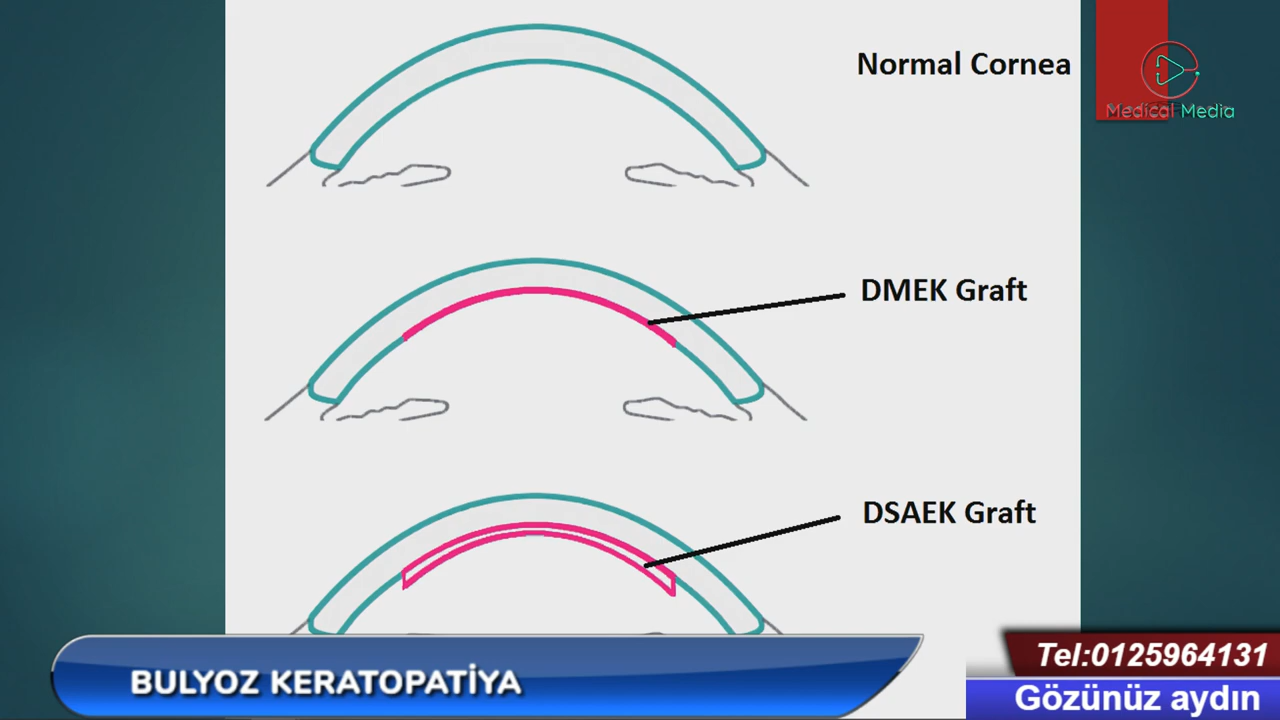 Normal Cornea
Medical Media
DMEK Graft
DSAEK Graft
BULYOZ KERATOPATİYA
Tel:0125964131
Gözünüz aydın